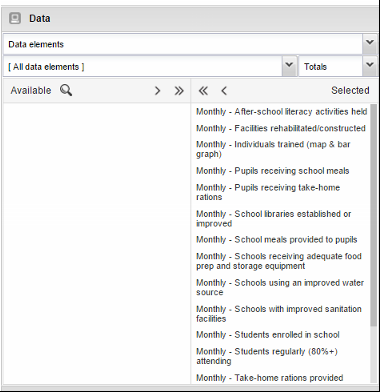 Data
Data elements
[ All data elements ]
Totals
Available
Selected
Monthly - After-school literacy activities held
Monthly - Facilities rehabilitated/constructed
Monthly - Individuals trained (map & bar
graph)
Monthly - Pupils receiving school meals
Monthly - Pupils receiving take-home
rations
Monthly - School libraries established or
improved
Monthly - School meals provided to pupils
Monthly - Schools receiving adequate food
prep and storage equipment
Monthly - Schools using an improved water
source
Monthly - Schools with improved sanitation
facilities
Monthly - Students enrolled in school
Monthly - Students regularly (80%+)
attending
Monthly - Take-home rations provided